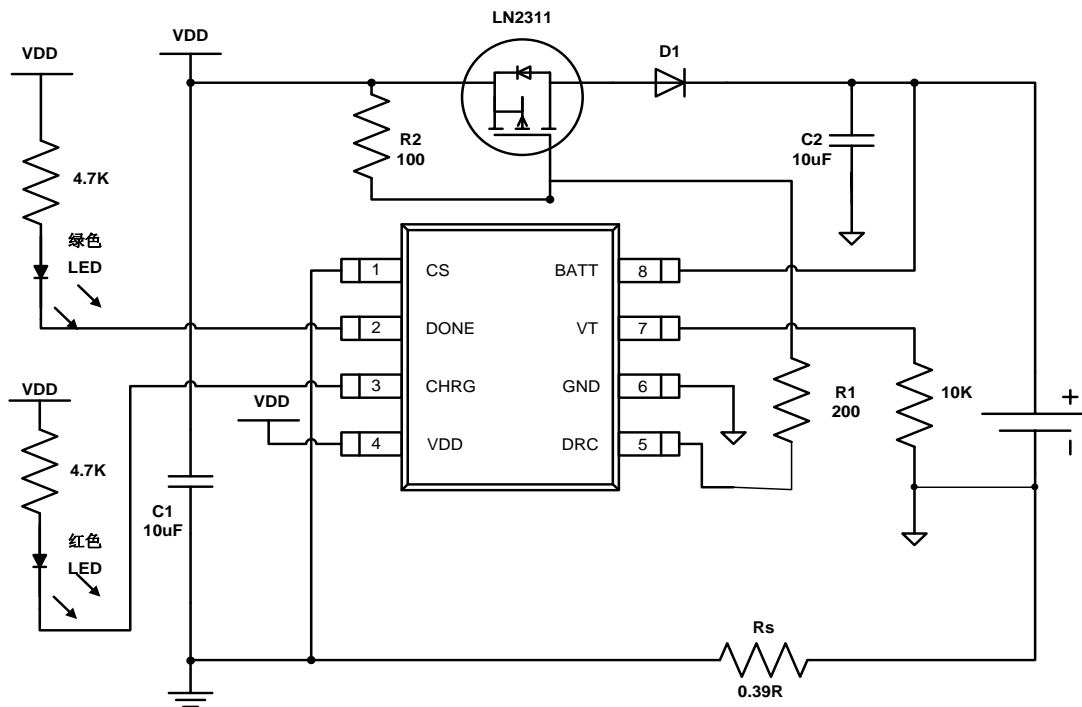 LN2311
VDD
VDD
D1
R2
100
C2
10uF
4.7K
绿色
LED
1
CS
BATT
8
2
DONE
VT
7
3
CHRG
GND
6
4
VDD
DRC
5
VDD
VDD
R1
200
10K
+
-
4.7K
C1
10uF
红色
LED
Rs
0.39R